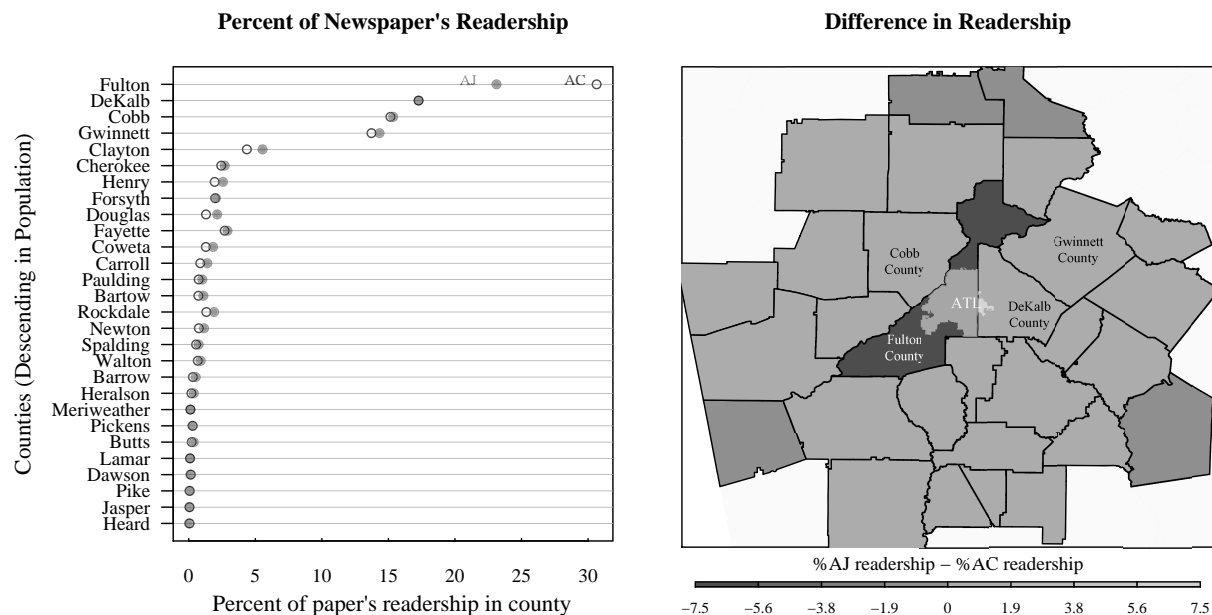 Percent of Newspaper's Readership
Counties (Descending in Population)
Fulton
DeKalb
Cobb
Gwinnett
Clayton
Cherokee
Henry
Forsyth
Douglas
Fayette
Coweta
Carroll
Paulding
Bartow
Rockdale
Newton
Spalding
Walton
Barrow
Heralson
Meriweather
Pickens
Butts
Lamar
Dawson
Pike
Jasper
Heard
AJ AC
0 5 10 15 20 25 30
Percent of paper's readership in county
Difference in Readership
Gwinnett
County
Cobb
County
ATL
DeKalb
County
Fulton
County
%AJ readership − %AC readership
−7.5 −5.6 −3.8 −1.9 0 1.9 3.8 5.6 7.5